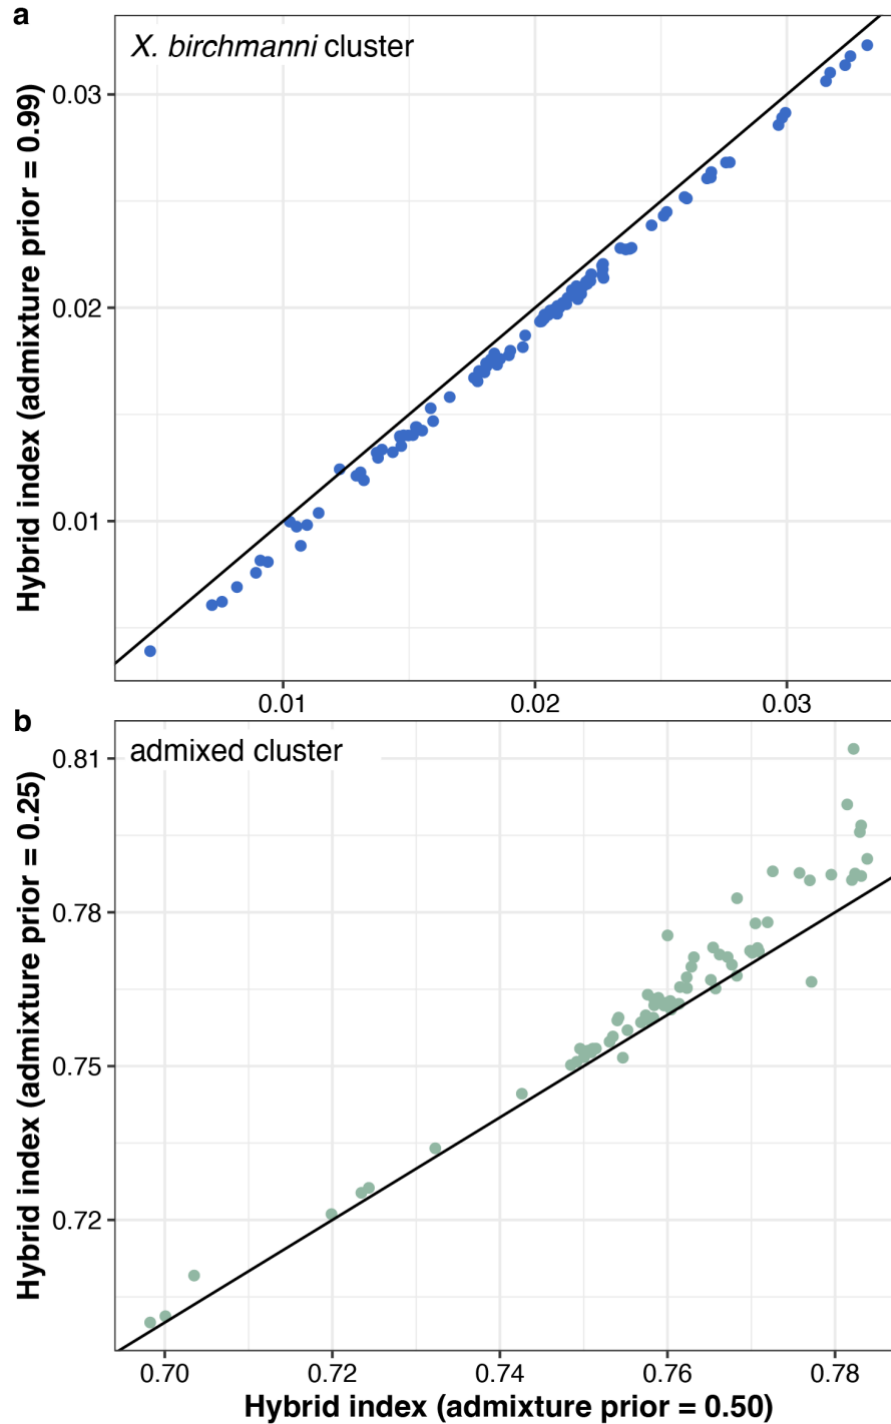 a
X. birchmanni cluster
Hybrid index (admixture prior = 0.99)
0.03
0.02
0.01
0.01 0.02 0.03
b
admixed cluster
Hybrid index (admixture prior = 0.25)
0.81
0.78
0.75
0.72
0.70 0.72 0.74 0.76 0.78
Hybrid index (admixture prior = 0.50)